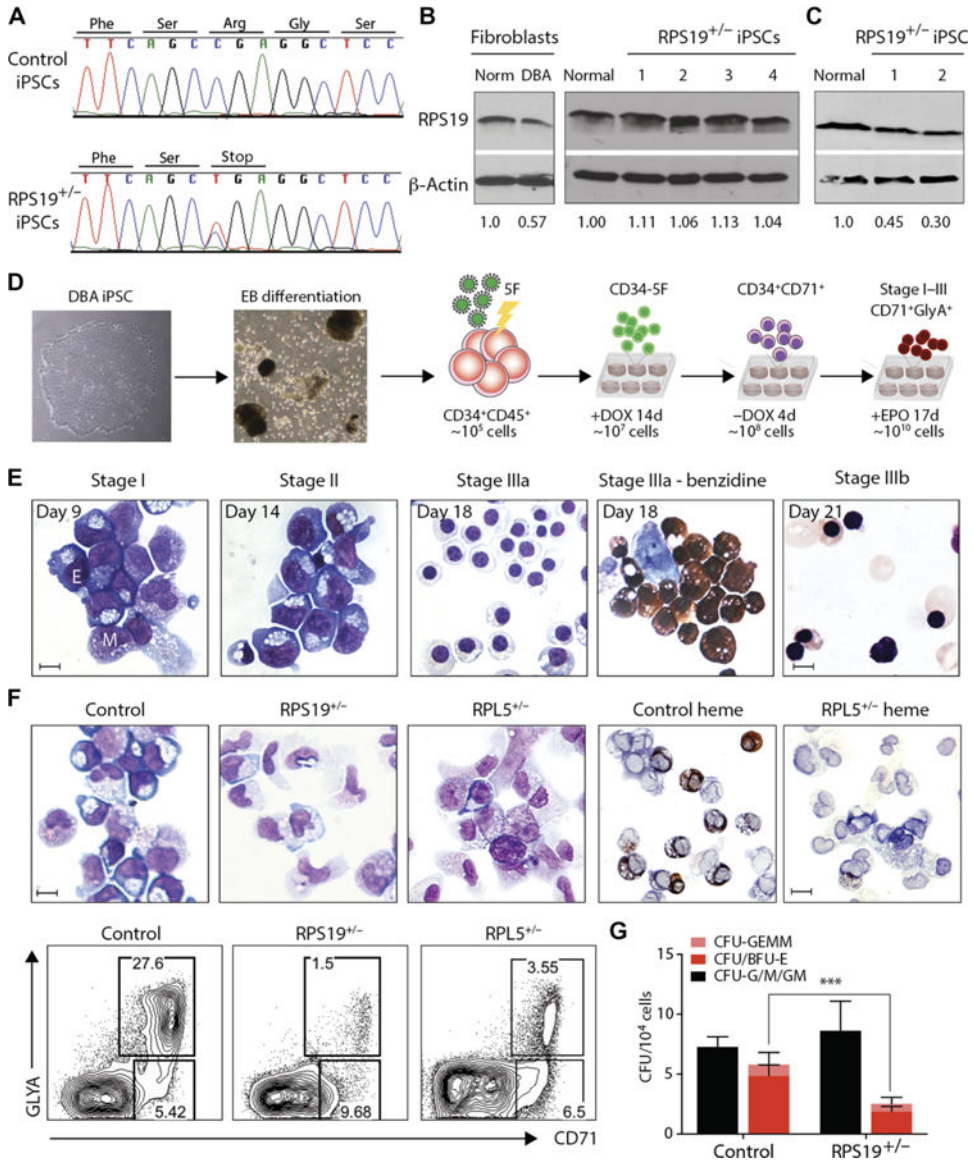 A
Phe Ser Arg Gly Ser
T T C A G C C G A G G C T C C
Control
iPSCs
Phe Ser Stop
T T C A G C T G A G G C T C C
RPS19+/–
iPSCs
B
Fibroblasts
RPS19+/– iPSCs
Norm DBA
Normal 1 2 3 4
RPS19
β-Actin
1.0 0.57
1.00 1.11 1.06 1.13 1.04
C
RPS19+/– iPSC
Normal 1 2
1.0 0.45 0.30
D
DBA iPSC
EB differentiation
5F
CD34+CD45+
~10⁵ cells
CD34-5F
+DOX 14d
~10⁷ cells
CD34+CD71+
–DOX 4d
~10⁸ cells
Stage I–III
CD71+GlyA+
+EPO 17d
~10¹⁰ cells
E
Stage I
Stage II
Stage IIIa
Stage IIIa - benzidine
Stage IIIb
Day 9
E
M
Day 14
Day 18
Day 18
Day 21
F
Control
RPS19+/–
RPL5+/–
Control heme
RPL5+/– heme
Control
RPS19+/–
RPL5+/–
27.6
5.42
1.5
9.68
3.55
6.5
GLYA
CD71
G
CFU-GEMM
CFU/BFU-E
CFU-G/M/GM
***
CFU/10⁴ cells
15
10
5
0
Control
RPS19+/–